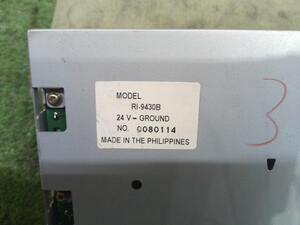 MODEL
RI-9430B
24 V - GROUND
NO. 0080114
MADE IN THE PHILIPPINES
3